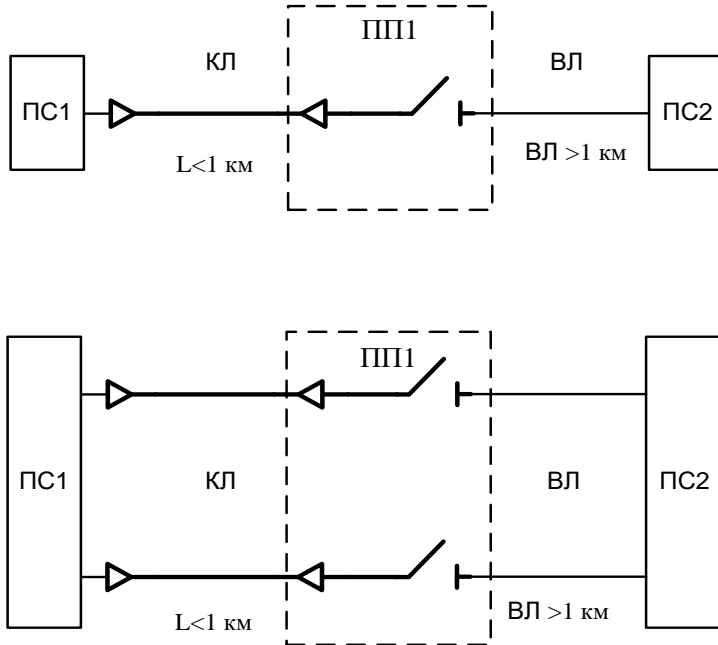 ПП1
КЛ
ВЛ
ПС1
ПС2
L<1 км
ВЛ >1 км
ПП1
ПС1
КЛ
ВЛ
ПС2
L<1 км
ВЛ >1 км